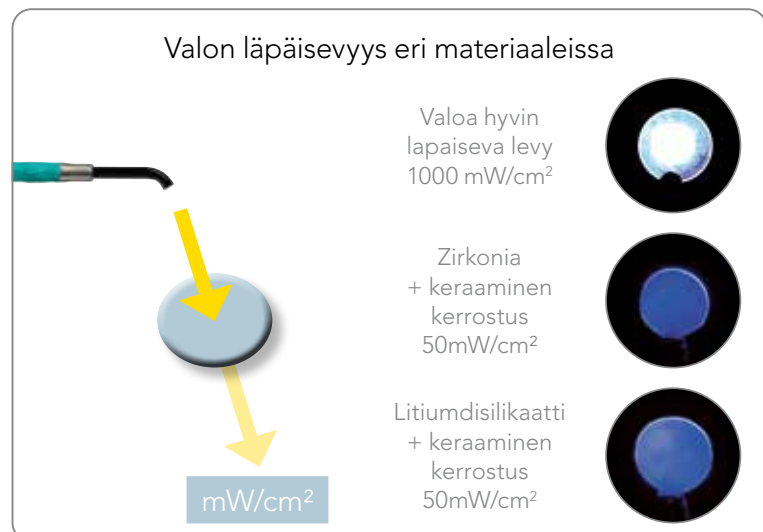 Valon läpäisevyys eri materiaaleissa
Valoa hyvin
lapaiseva levy
1000 mW/cm²
Zirkonia
+ keraaminen
kerrostus
50mW/cm²
Litiumdisilikaatti
+ keraaminen
kerrostus
50mW/cm²
mW/cm²